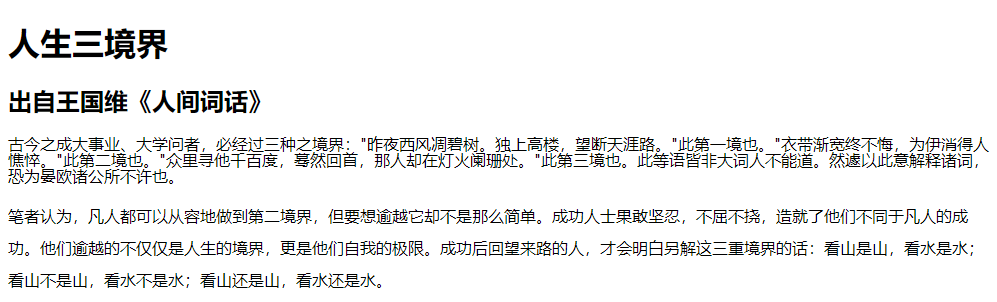 人生三境界
出自王国维《人间词话》
古今之成大事业、大学问者，必经过三种之境界："昨夜西风凋碧树。独上高楼，望断天涯路。"此第一境也。"衣带渐宽终不悔，为伊消得人
憔悴。"此第二境也。"众里寻他千百度，蓦然回首，那人却在灯火阑珊处。"此第三境也。此等语皆非大词人不能道。然遽以此意解释诸词，
恐为晏欧诸公所不许也。
笔者认为，凡人都可以从容地做到第二境界，但要想逾越它却不是那么简单。成功人士果敢坚忍，不屈不挠，造就了他们不同于凡人的成
功。他们逾越的不仅仅是人生的境界，更是他们自我的极限。成功后回望来路的人，才会明白另解这三重境界的话：看山是山，看水是水；
看山不是山，看水不是水；看山还是山，看水还是水。